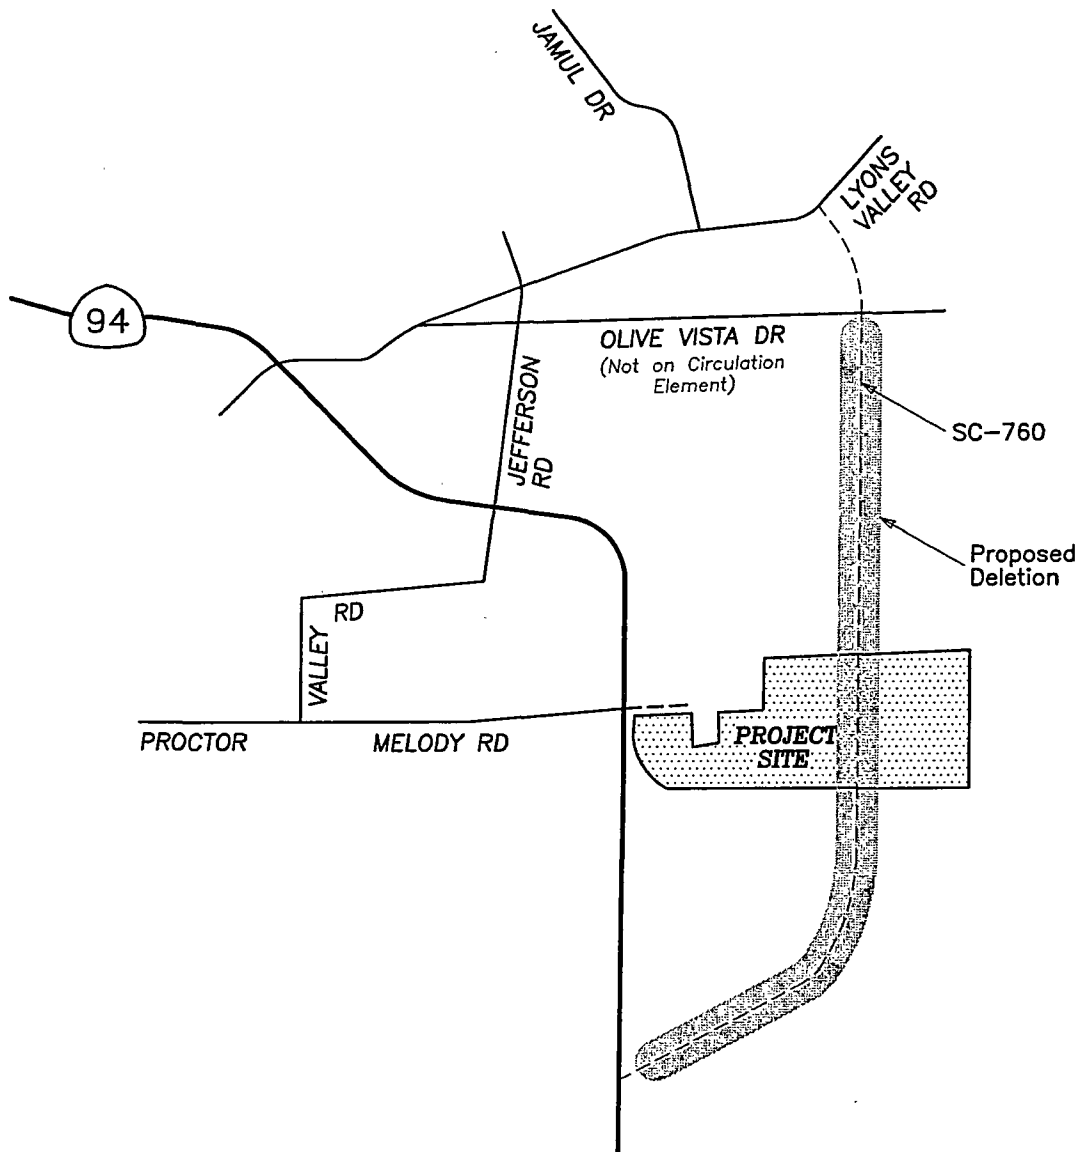 JAMUL DR
LYONS
VALLEY
RD
94
OLIVE VISTA DR
(Not on Circulation
Element)
JEFFERSON
RD
SC-760
Proposed
Deletion
RD
VALLEY
PROJECT
SITE
PROCTOR
MELODY RD